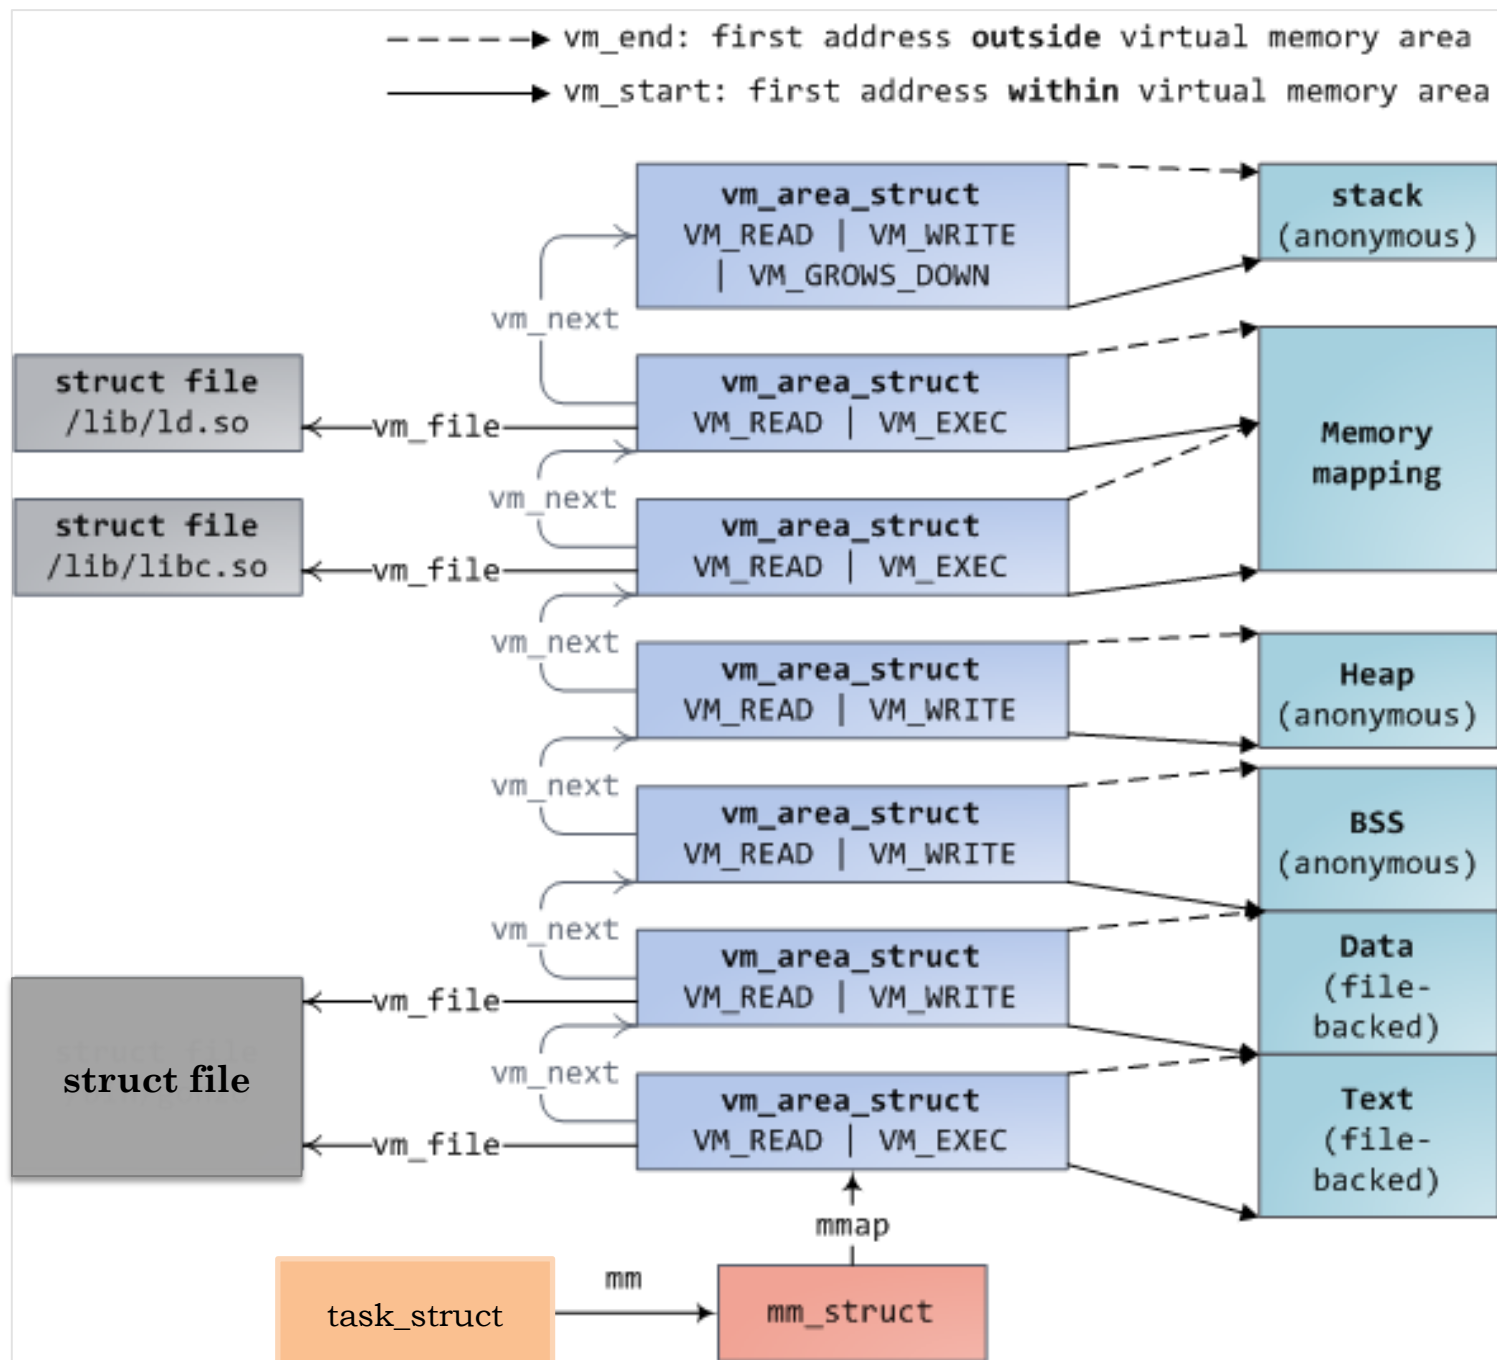 vm_end: first address outside virtual memory area
vm_start: first address within virtual memory area
vm_area_struct
VM_READ | VM_WRITE
| VM_GROWS_DOWN
stack
(anonymous)
vm_next
struct file
/lib/ld.so
vm_file
vm_area_struct
VM_READ | VM_EXEC
Memory
mapping
vm_next
struct file
/lib/libc.so
vm_file
vm_area_struct
VM_READ | VM_EXEC
vm_next
vm_area_struct
VM_READ | VM_WRITE
Heap
(anonymous)
vm_next
vm_area_struct
VM_READ | VM_WRITE
BSS
(anonymous)
vm_next
vm_area_struct
VM_READ | VM_WRITE
Data
(file-
backed)
vm_file
struct file
struct file
vm_next
vm_area_struct
VM_READ | VM_EXEC
Text
(file-
backed)
vm_file
mmap
task_struct
mm
mm_struct